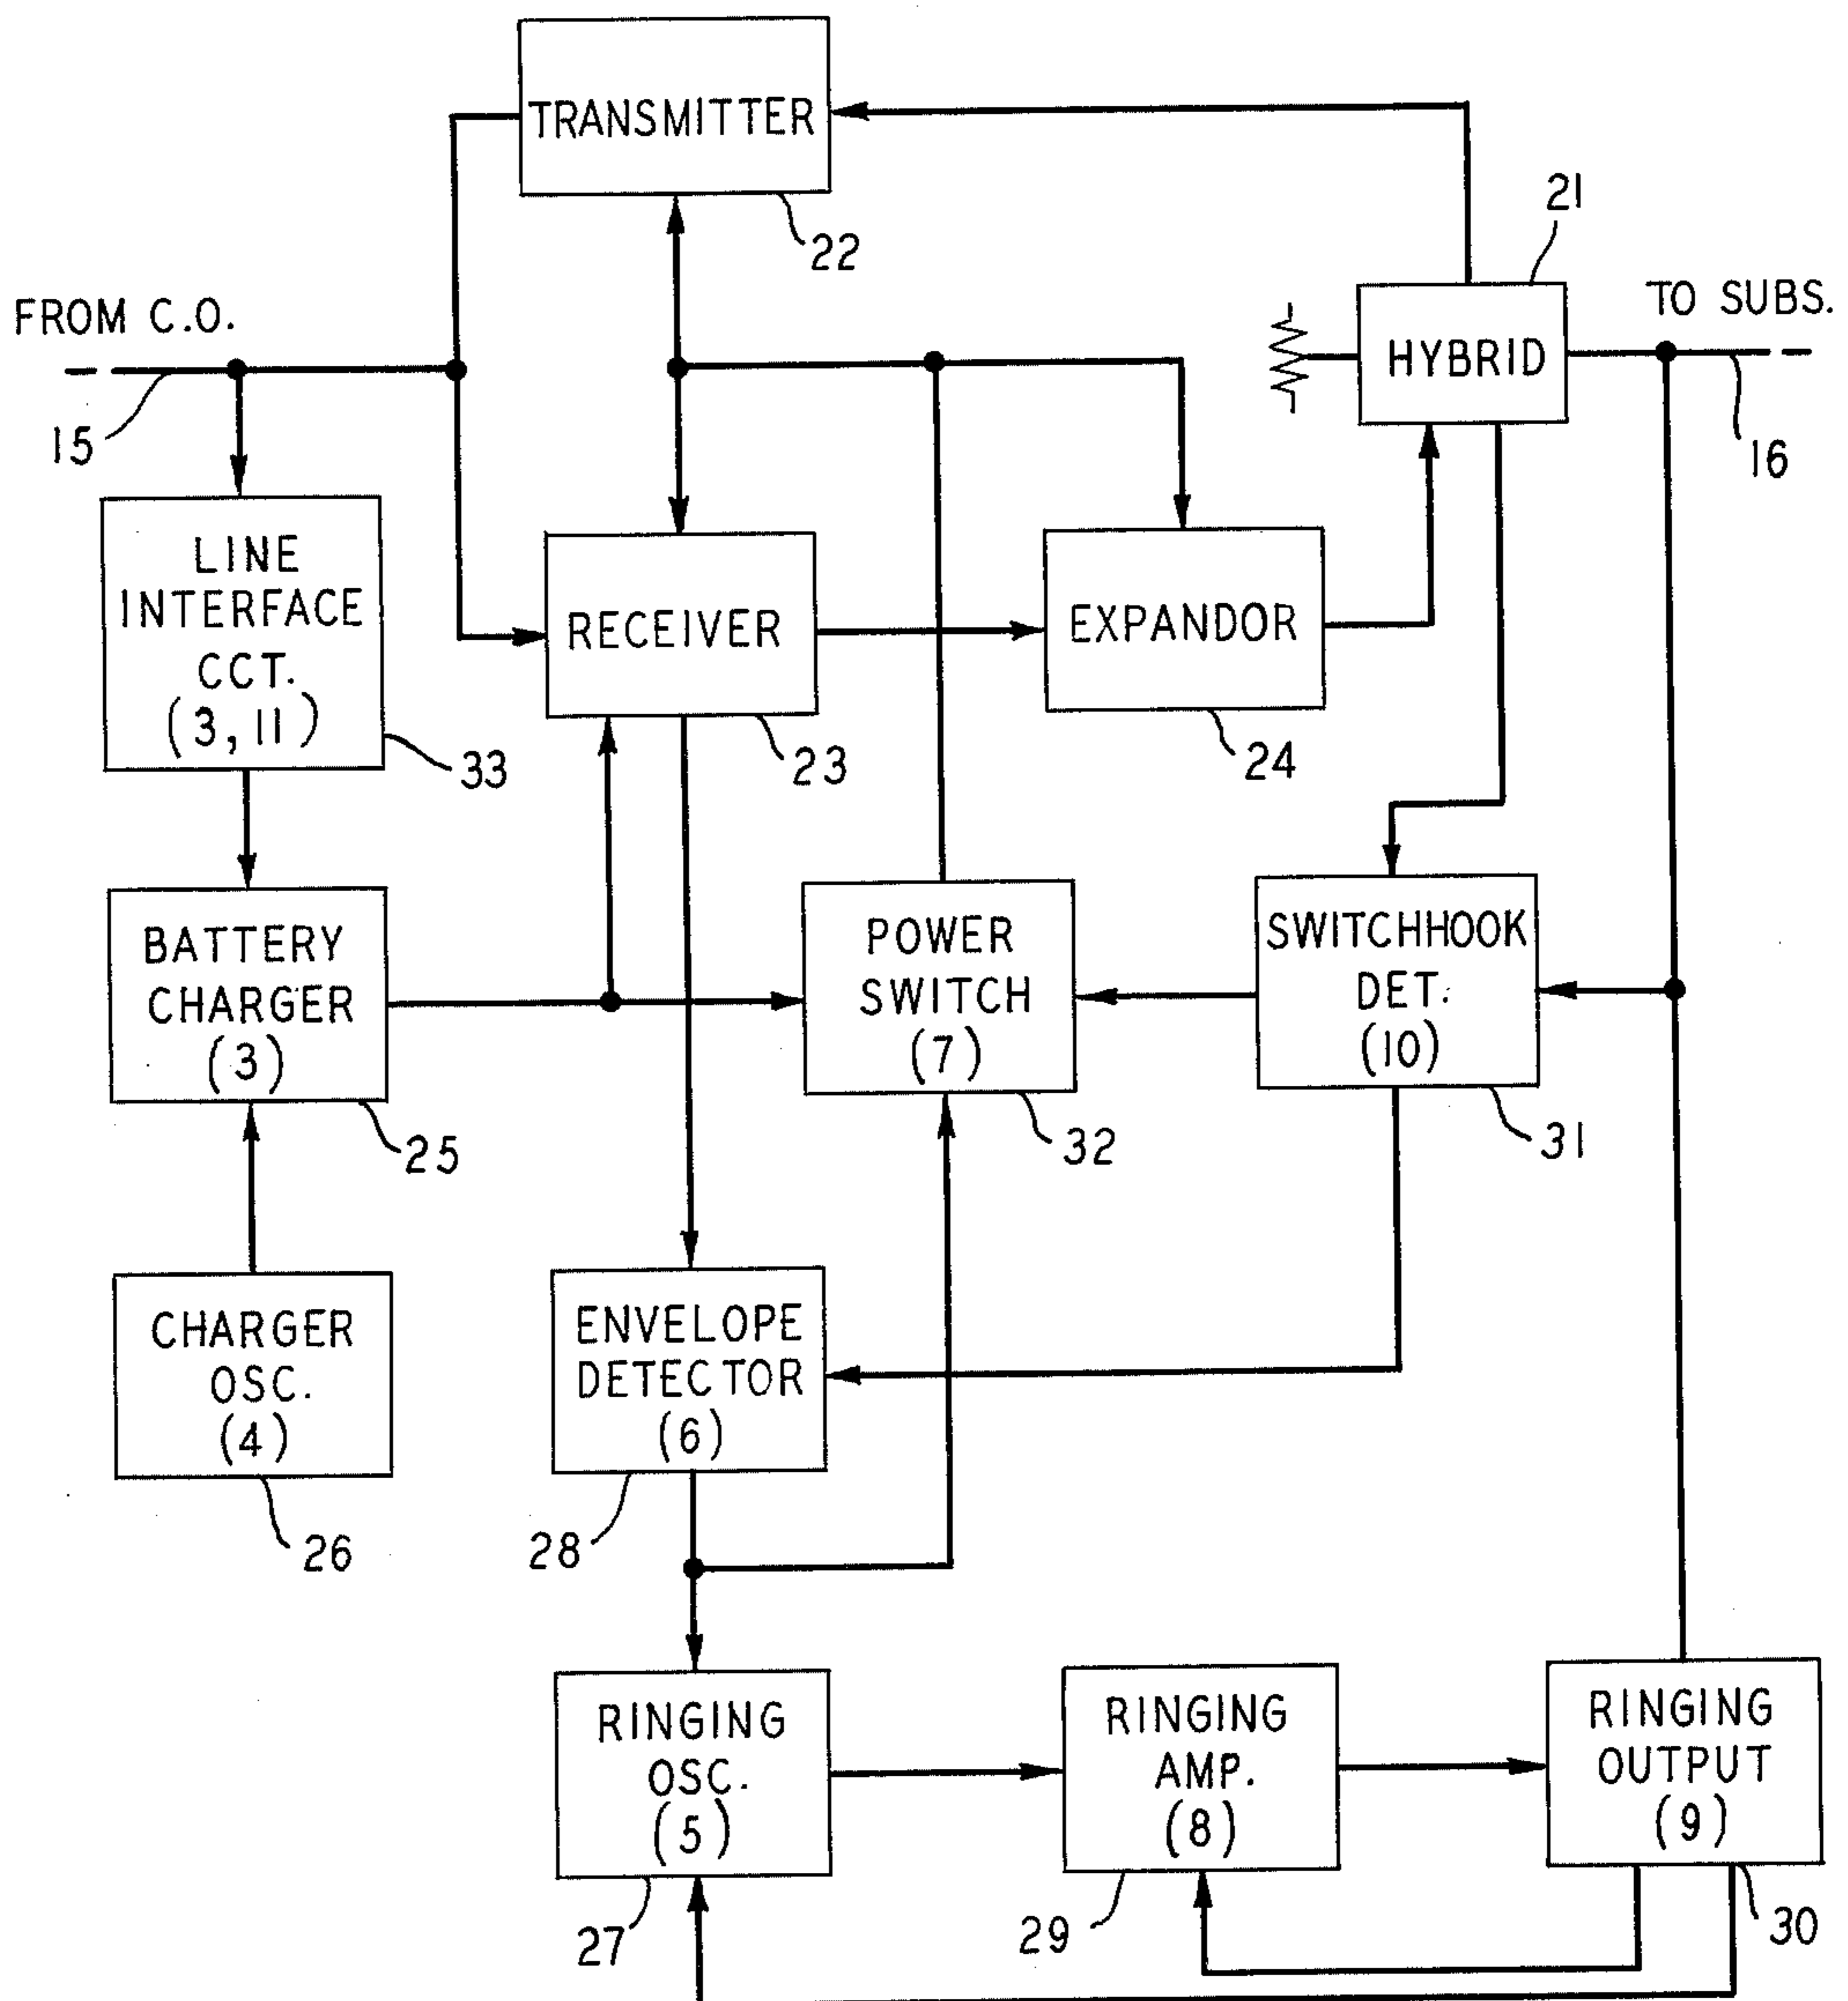 TRANSMITTER
22
21
FROM C.O.
TO SUBS.
HYBRID
15
16
LINE
INTERFACE
CCT.
(3,11)
33
RECEIVER
23
EXPANDOR
24
BATTERY
CHARGER
(3)
25
POWER
SWITCH
(7)
32
SWITCHHOOK
DET.
(10)
31
CHARGER
OSC.
(4)
26
ENVELOPE
DETECTOR
(6)
28
RINGING
OSC.
(5)
27
RINGING
AMP.
(8)
29
RINGING
OUTPUT
(9)
30